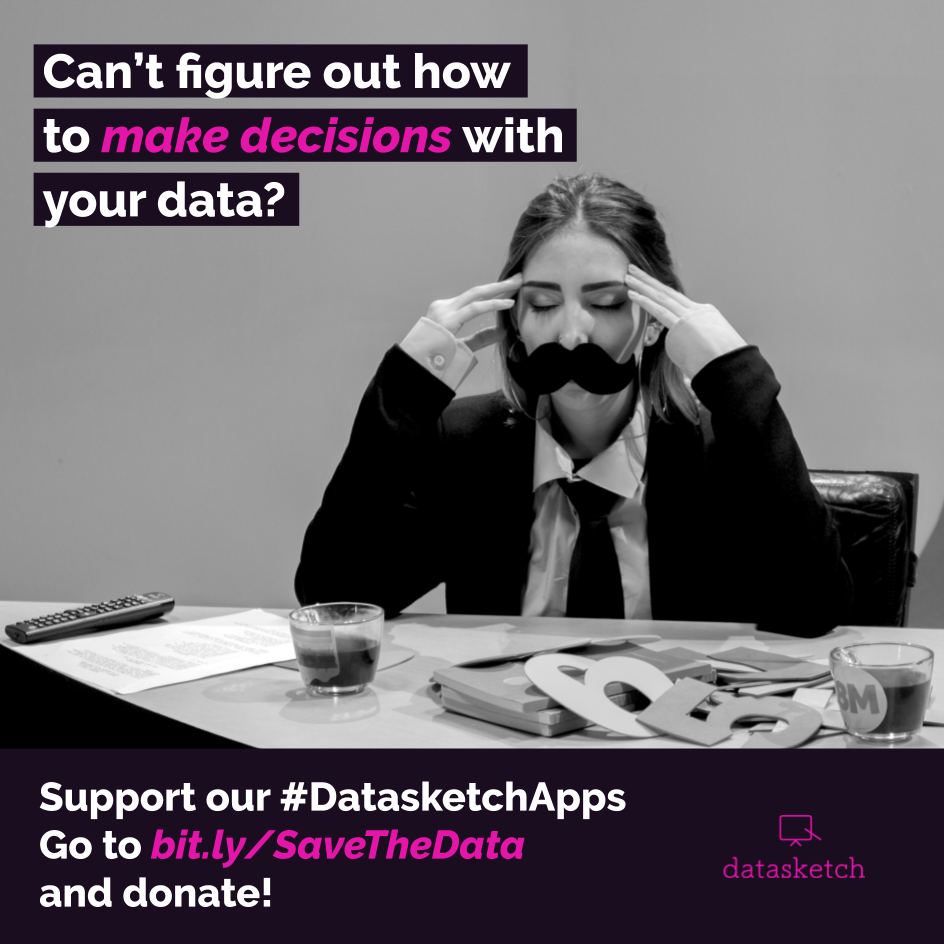 Can’t figure out how
to make decisions with
your data?
BM
Support our #DatasketchApps
Go to bit.ly/SaveTheData
and donate!
datasketch